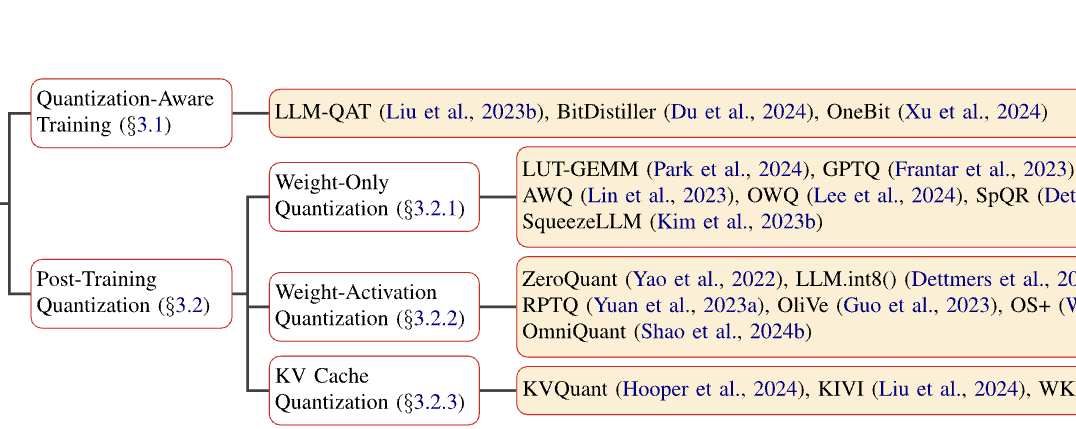 Quantization-Aware
Training (§3.1)
LLM-QAT (Liu et al., 2023b), BitDistiller (Du et al., 2024), OneBit (Xu et al., 2024)
Weight-Only
Quantization (§3.2.1)
LUT-GEMM (Park et al., 2024), GPTQ (Frantar et al., 2023)
AWQ (Lin et al., 2023), OWQ (Lee et al., 2024), SpQR (Det
SqueezeLLM (Kim et al., 2023b)
Post-Training
Quantization (§3.2)
Weight-Activation
Quantization (§3.2.2)
ZeroQuant (Yao et al., 2022), LLM.int8() (Dettmers et al., 20
RPTQ (Yuan et al., 2023a), OliVe (Guo et al., 2023), OS+ (W
OmniQuant (Shao et al., 2024b)
KV Cache
Quantization (§3.2.3)
KVQuant (Hooper et al., 2024), KIVI (Liu et al., 2024), WK